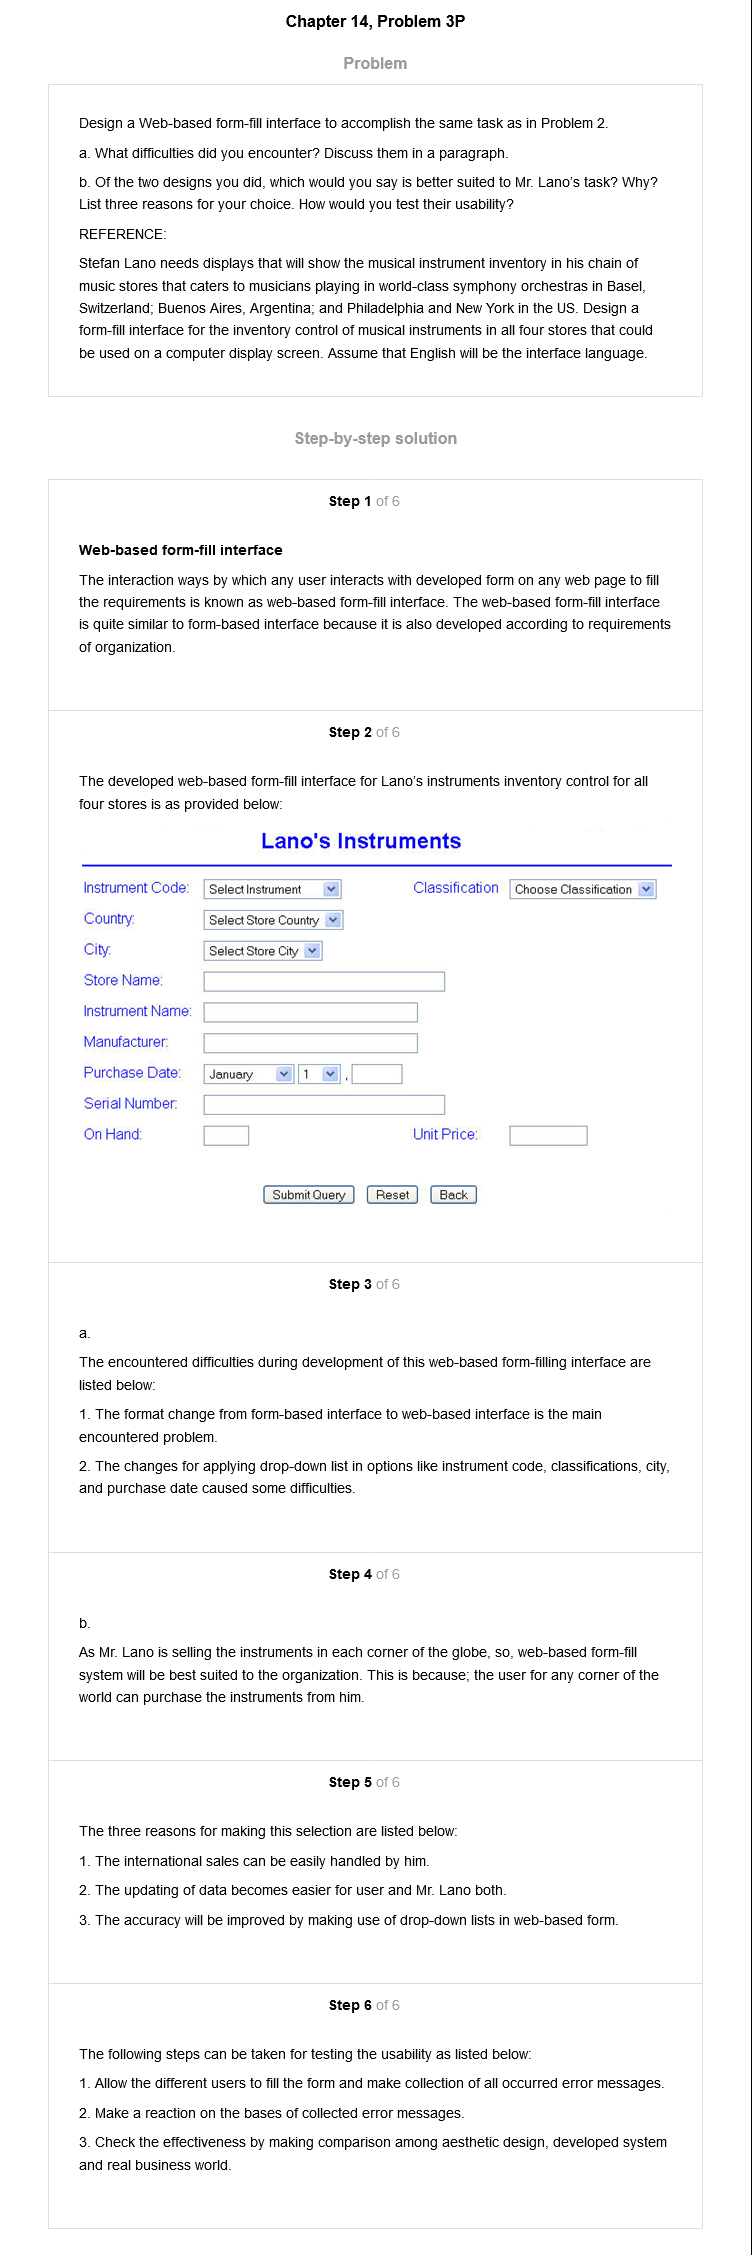 Chapter 14, Problem 3P
Problem
Design a Web-based form-fill interface to accomplish the same task as in Problem 2.
a. What difficulties did you encounter? Discuss them in a paragraph.
b. Of the two designs you did, which would you say is better suited to Mr. Lano's task? Why?
List three reasons for your choice. How would you test their usability?
REFERENCE:
Stefan Lano needs displays that will show the musical instrument inventory in his chain of
music stores that caters to musicians playing in world-class symphony orchestras in Basel,
Switzerland; Buenos Aires, Argentina; and Philadelphia and New York in the US. Design a
form-fill interface for the inventory control of musical instruments in all four stores that could
be used on a computer display screen. Assume that English will be the interface language.
Step-by-step solution
Step 1 of 6
Web-based form-fill interface
The interaction ways by which any user interacts with developed form on any web page to fill
the requirements is known as web-based form-fill interface. The web-based form-fill interface
is quite similar to form-based interface because it is also developed according to requirements
of organization.
Step 2 of 6
The developed web-based form-fill interface for Lano's instruments inventory control for all
four stores is as provided below:
Lano's Instruments
Instrument Code: Select Instrument Classification Choose Classification
Country: Select Store Country
City: Select Store City
Store Name:
Instrument Name:
Manufacturer:
Purchase Date: January 1 ,
Serial Number:
On Hand: Unit Price:
Submit Query Reset Back
Step 3 of 6
a.
The encountered difficulties during development of this web-based form-filling interface are
listed below:
1. The format change from form-based interface to web-based interface is the main
encountered problem.
2. The changes for applying drop-down list in options like instrument code, classifications, city,
and purchase date caused some difficulties.
Step 4 of 6
b.
As Mr. Lano is selling the instruments in each corner of the globe, so, web-based form-fill
system will be best suited to the organization. This is because; the user for any corner of the
world can purchase the instruments from him.
Step 5 of 6
The three reasons for making this selection are listed below:
1. The international sales can be easily handled by him.
2. The updating of data becomes easier for user and Mr. Lano both.
3. The accuracy will be improved by making use of drop-down lists in web-based form.
Step 6 of 6
The following steps can be taken for testing the usability as listed below:
1. Allow the different users to fill the form and make collection of all occurred error messages.
2. Make a reaction on the bases of collected error messages.
3. Check the effectiveness by making comparison among aesthetic design, developed system
and real business world.